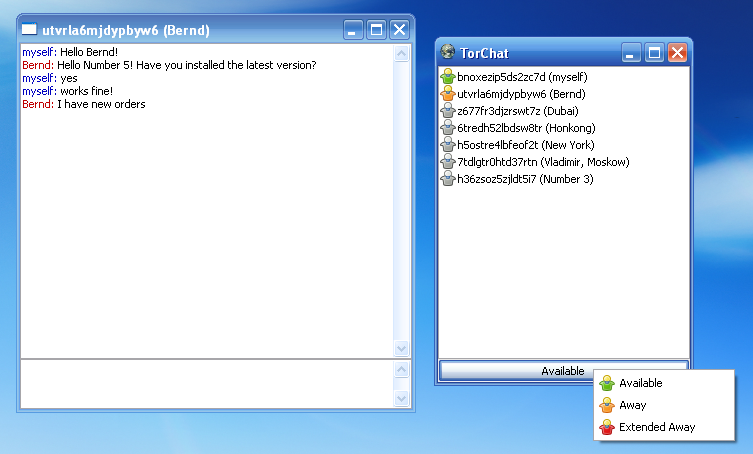 utvrla6mjdypbyw6 (Bernd)
myself: Hello Bernd!
Bernd: Hello Number 5! Have you installed the latest version?
myself: yes
myself: works fine!
Bernd: I have new orders
TorChat
bnoxezip5ds2zc7d (myself)
utvrla6mjdypbyw6 (Bernd)
z677fr3djzrswt7z (Dubai)
6tredh52lbdsw8tr (Honkong)
h5ostre4lbfeof2t (New York)
7tdlgtr0htd37rtn (Vladimir, Moskow)
h36zsoz5zjldt5i7 (Number 3)
Available
Available
Away
Extended Away